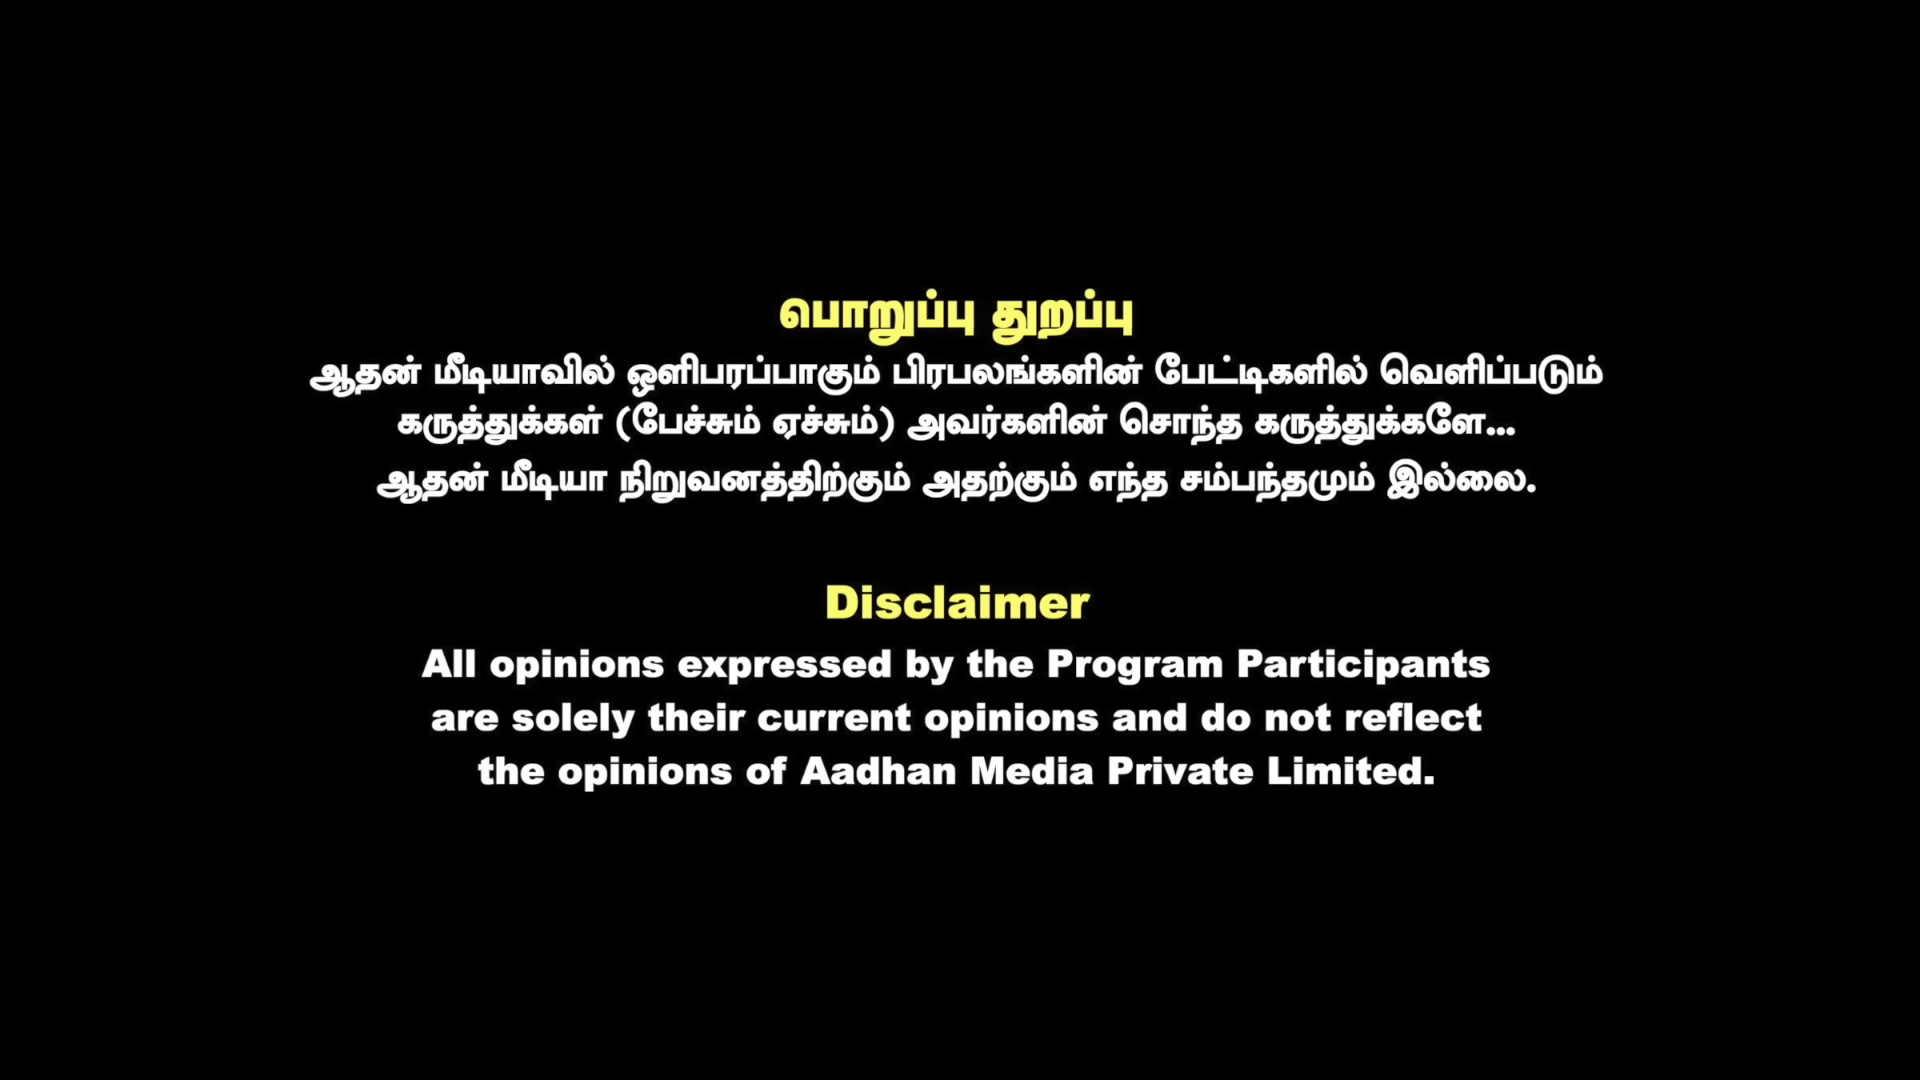 பொறுப்பு துறப்பு
ஆதன் மீடியாவில் ஒளிபரப்பாகும் பிரபலங்களின் பேட்டிகளில் வெளிப்படும்
கருத்துக்கள் (பேச்சும் ஏச்சும்) அவர்களின் சொந்த கருத்துக்களே...
ஆதன் மீடியா நிறுவனத்திற்கும் அதற்கும் எந்த சம்பந்தமும் இல்லை.
Disclaimer
All opinions expressed by the Program Participants
are solely their current opinions and do not reflect
the opinions of Aadhan Media Private Limited.